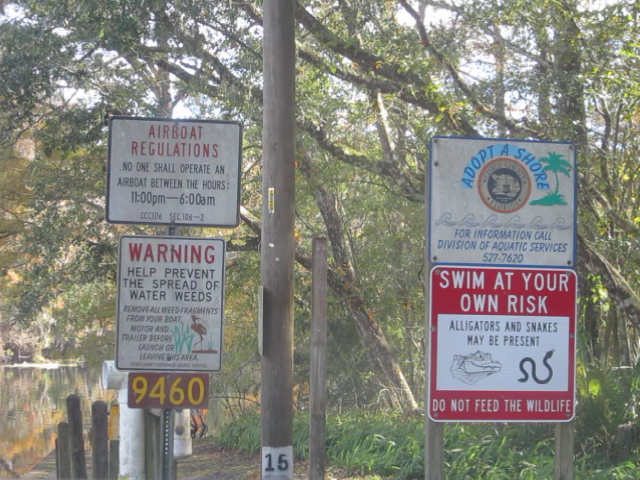 AIRBOAT
REGULATIONS
NO ONE SHALL OPERATE AN
AIRBOAT BETWEEN THE HOURS:
11:00pm-6:00am
SEC.106-2
WARNING
HELP PREVENT
THE SPREAD OF
WATER WEEDS
REMOVE ALL WEED FRAGMENTS
FROM YOUR BOAT,
MOTOR AND
TRAILER BEFORE
LAUNCH OR
LEAVING THIS AREA.
9460
15
ADOPT A SHORE
FOR INFORMATION CALL
DIVISION OF AQUATIC SERVICES
527-7620
SWIM AT YOUR
OWN RISK
ALLIGATORS AND SNAKES
MAY BE PRESENT
DO NOT FEED THE WILDLIFE